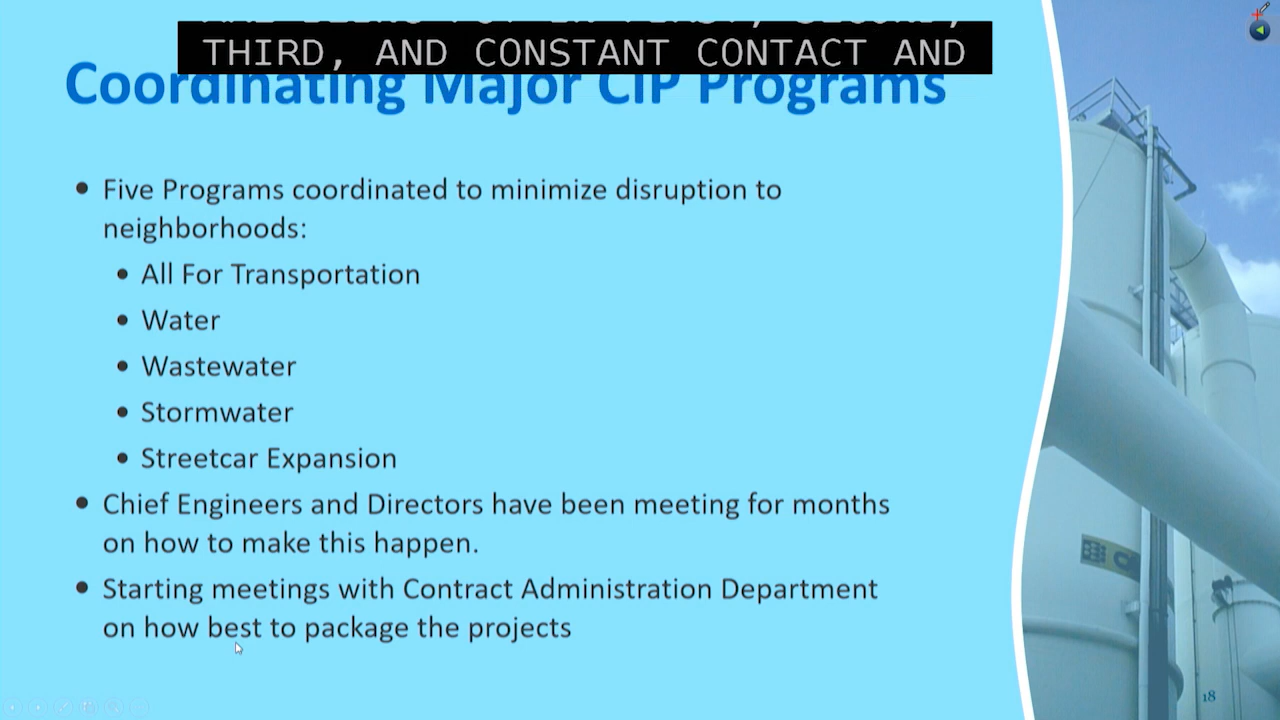 THIRD, AND CONSTANT CONTACT AND
Coordinating Major CIP Programs
• Five Programs coordinated to minimize disruption to
neighborhoods:
• All For Transportation
• Water
• Wastewater
• Stormwater
• Streetcar Expansion
• Chief Engineers and Directors have been meeting for months
on how to make this happen.
• Starting meetings with Contract Administration Department
on how best to package the projects
18